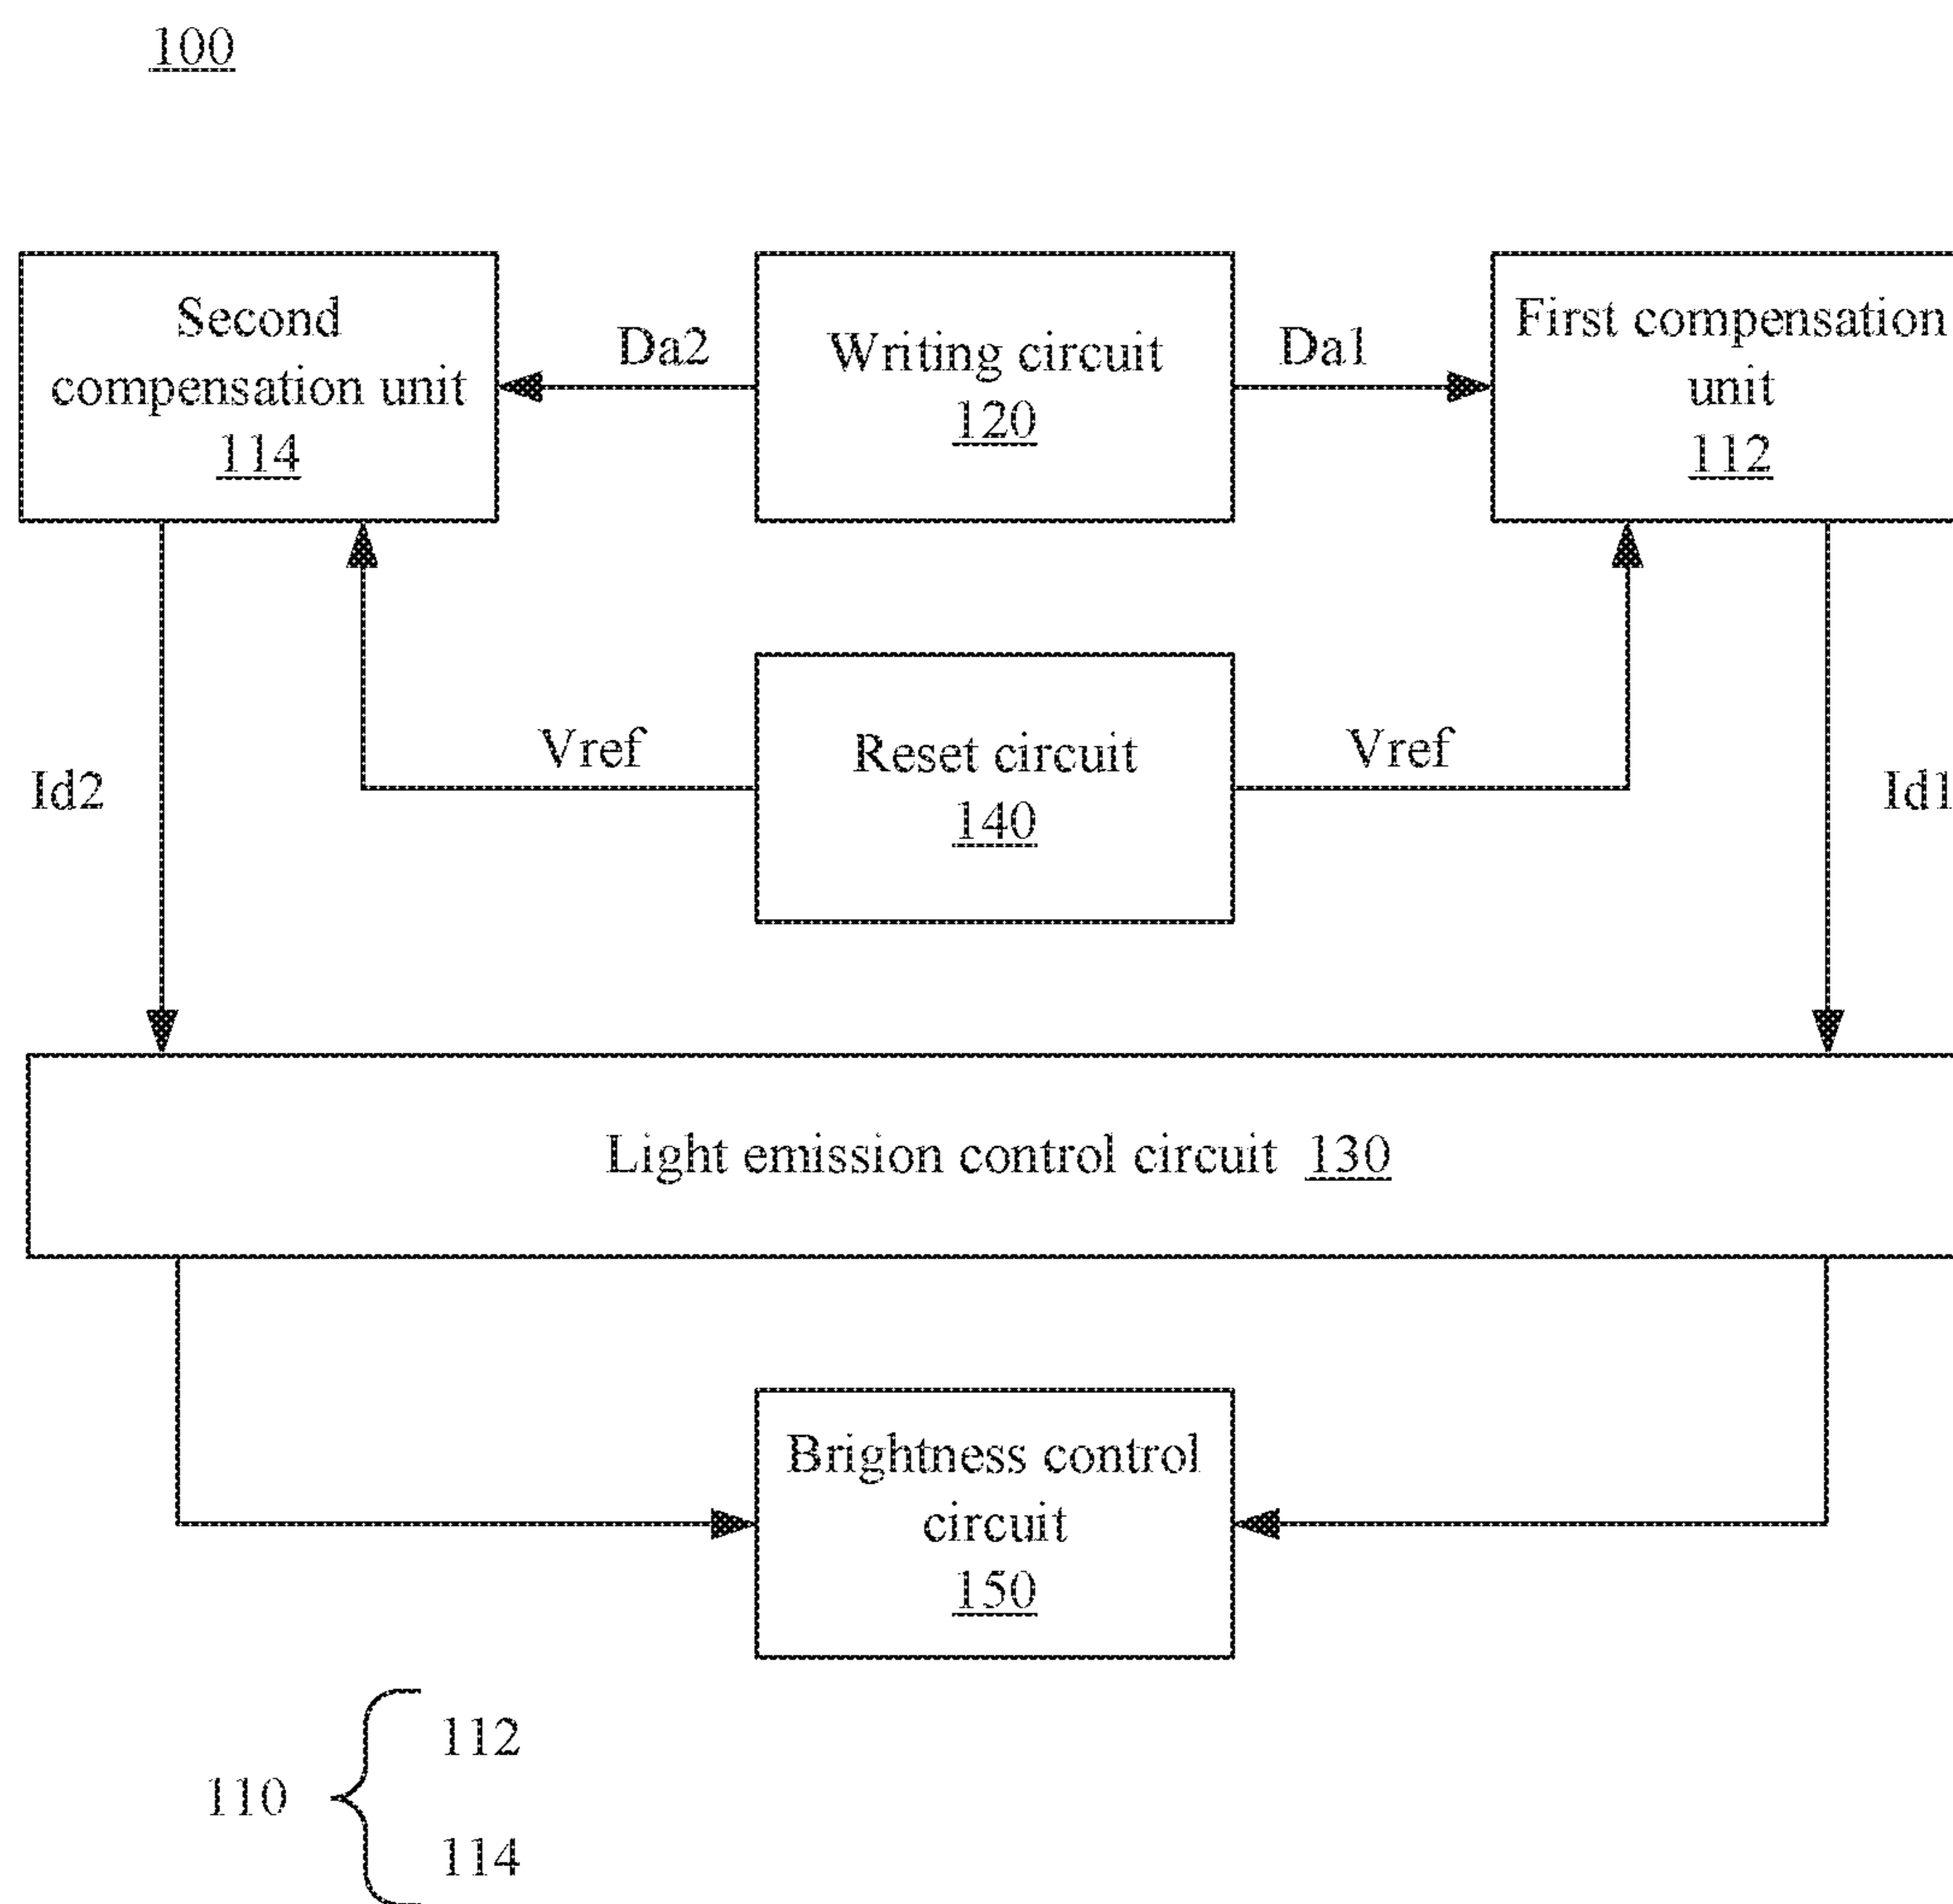 100
Second
compensation unit
114
Da2
Writing circuit
120
Da1
First compensation
unit
112
Id2
Vref
Reset circuit
140
Vref
Id1
Light emission control circuit 130
Brightness control
circuit
150
110
112
114